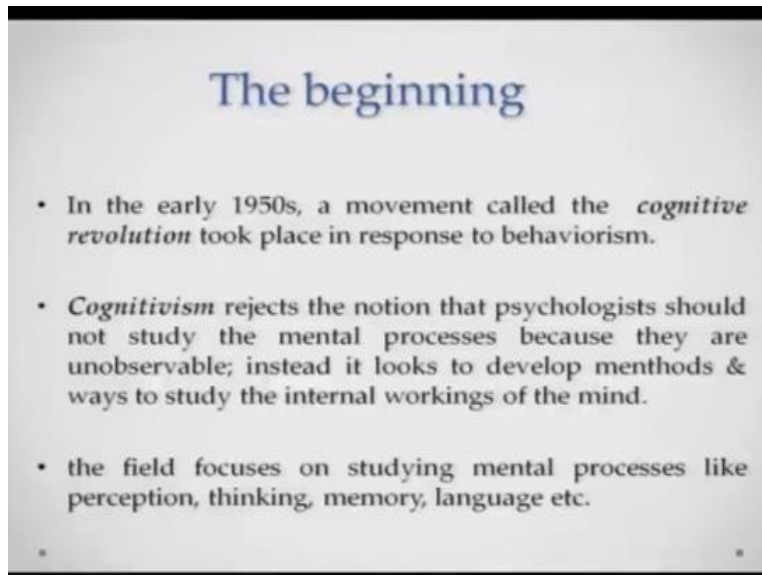 The beginning
• In the early 1950s, a movement called the cognitive
revolution took place in response to behaviorism.
• Cognitivism rejects the notion that psychologists should
not study the mental processes because they are
unobservable; instead it looks to develop menthods &
ways to study the internal workings of the mind.
• the field focuses on studying mental processes like
perception, thinking, memory, language etc.